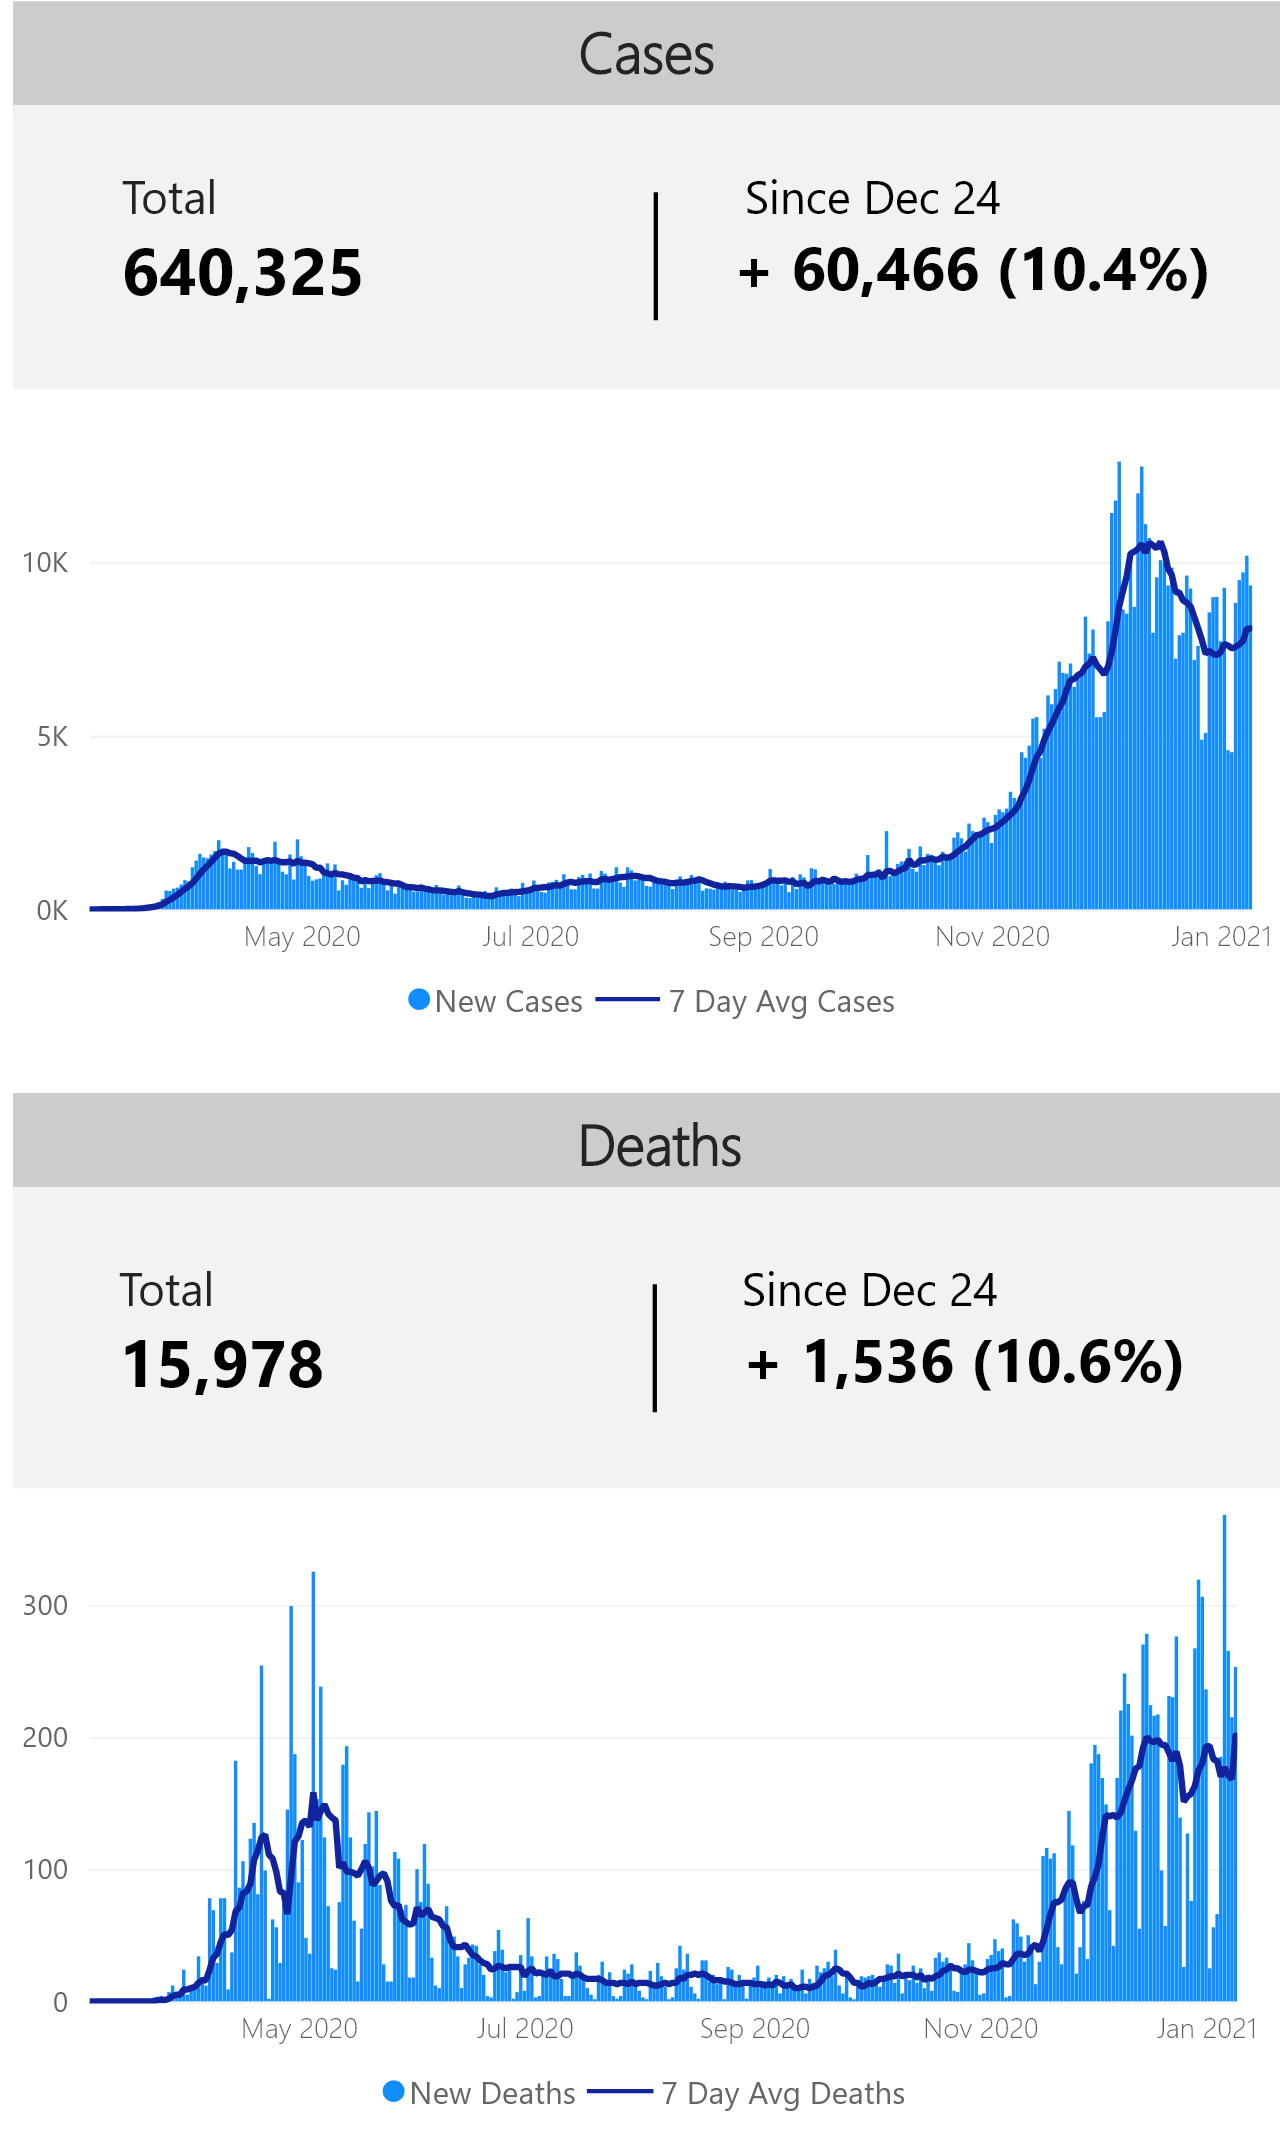 Cases
Total
Since Dec 24
640,325
+ 60,466 (10.4%)
10K
5K
0K
May 2020 Jul 2020 Sep 2020 Nov 2020 Jan 2021
New Cases 7 Day Avg Cases
Deaths
Total
Since Dec 24
15,978
+ 1,536 (10.6%)
300
200
100
0
May 2020 Jul 2020 Sep 2020 Nov 2020 Jan 2021
New Deaths 7 Day Avg Deaths